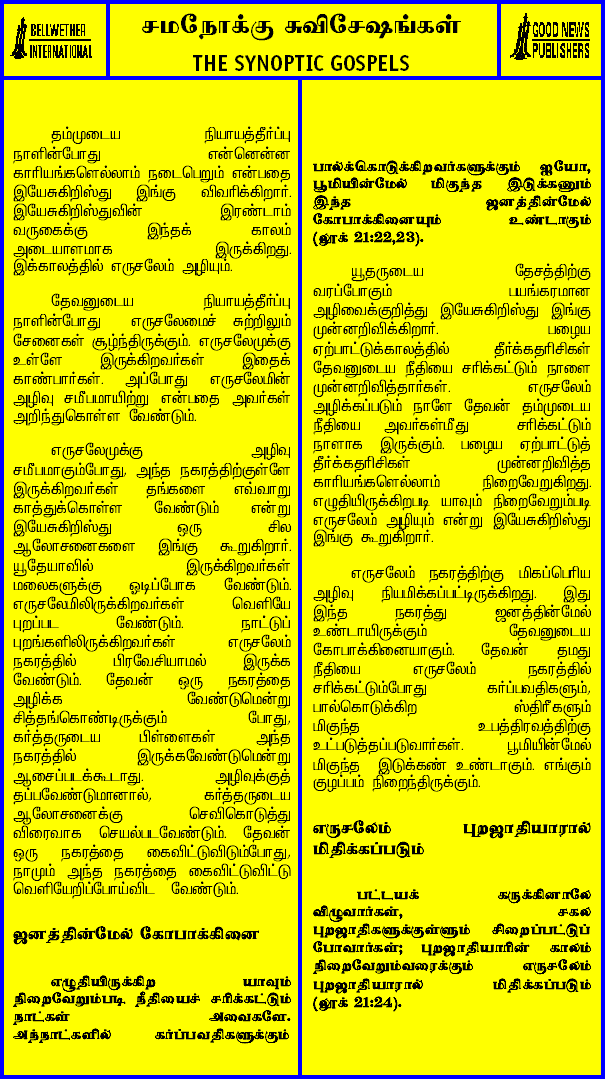 BELLWETHER
INTERNATIONAL
சமநோக்கு சுவிசேஷங்கள்
THE SYNOPTIC GOSPELS
GOOD NEWS
PUBLISHERS
தம்முடைய நியாயத்தீர்ப்பு
நாளின்போது என்னென்ன
காரியங்களெல்லாம் நடைபெறும் என்பதை
இயேசுகிறிஸ்து இங்கு விவரிக்கிறார்.
இயேசுகிறிஸ்துவின் இரண்டாம்
வருகைக்கு இந்தக் காலம்
அடையாளமாக இருக்கிறது.
இக்காலத்தில் எருசலேம் அழியும்.
தேவனுடைய நியாயத்தீர்ப்பு
நாளின்போது எருசலேமைச் சுற்றிலும்
சேனைகள் சூழ்ந்திருக்கும். எருசலேமுக்கு
உள்ளே இருக்கிறவர்கள் இதைக்
காண்பார்கள். அப்போது எருசலேமின்
அழிவு சமீபமாயிற்று என்பதை அவர்கள்
அறிந்துகொள்ள வேண்டும்.
எருசலேமுக்கு அழிவு
சமீபமாகும்போது, அந்த நகரத்திற்குள்ளே
இருக்கிறவர்கள் தங்களை எவ்வாறு
காத்துக்கொள்ள வேண்டும் என்று
இயேசுகிறிஸ்து ஒரு சில
ஆலோசனைகளை இங்கு கூறுகிறார்.
யூதேயாவில் இருக்கிறவர்கள்
மலைகளுக்கு ஓடிப்போக வேண்டும்.
எருசலேமிலிருக்கிறவர்கள் வெளியே
புறப்பட வேண்டும். நாட்டுப்
புறங்களிலிருக்கிறவர்கள் எருசலேம்
நகரத்தில் பிரவேசியாமல் இருக்க
வேண்டும். தேவன் ஒரு நகரத்தை
அழிக்க வேண்டுமென்று
சித்தங்கொண்டிருக்கும் போது,
கர்த்தருடைய பிள்ளைகள் அந்த
நகரத்தில் இருக்கவேண்டுமென்று
ஆசைப்படக்கூடாது. அழிவுக்குத்
தப்பவேண்டுமானால், கர்த்தருடைய
ஆலோசனைக்கு செவிகொடுத்து
விரைவாக செயல்படவேண்டும். தேவன்
ஒரு நகரத்தை கைவிட்டுவிடும்போது,
நாமும் அந்த நகரத்தை கைவிட்டுவிட்டு
வெளியேறிப்போய்விட வேண்டும்.
ஜனத்தின்மேல் கோபாக்கினை
எழுதியிருக்கிற யாவும்
நிறைவேறும்படி நீதியைச் சரிக்கட்டும்
நாட்கள் அவைகளே.
அந்நாட்களில் கர்ப்பவதிகளுக்கும்
பால்க்கொடுக்கிறவர்களுக்கும் ஐயோ,
பூமியின்மேல் மிகுந்த இடுக்கணும்
இந்த ஜனத்தின்மேல்
கோபாக்கினையும் உண்டாகும்
(லூக் 21:22,23).
யூதருடைய தேசத்திற்கு
வரப்போகும் பயங்கரமான
அழிவைக்குறித்து இயேசுகிறிஸ்து இங்கு
முன்னறிவிக்கிறார். பழைய
ஏற்பாட்டுக்காலத்தில் தீர்க்கதரிசிகள்
தேவனுடைய நீதியை சரிக்கட்டும் நாளை
முன்னறிவித்தார்கள். எருசலேம்
அழிக்கப்படும் நாளே தேவன் தம்முடைய
நீதியை அவர்கள்மீது சரிக்கட்டும்
நாளாக இருக்கும். பழைய ஏற்பாட்டுத்
தீர்க்கதரிசிகள் முன்னறிவித்த
காரியங்களெல்லாம் நிறைவேறுகிறது.
எழுதியிருக்கிறபடி யாவும் நிறைவேறும்படி
எருசலேம் அழியும் என்று இயேசுகிறிஸ்து
இங்கு கூறுகிறார்.
எருசலேம் நகரத்திற்கு மிகப்பெரிய
அழிவு நியமிக்கப்பட்டிருக்கிறது. இது
இந்த நகரத்து ஜனத்தின்மேல்
உண்டாயிருக்கும் தேவனுடைய
கோபாக்கினையாகும். தேவன் தமது
நீதியை எருசலேம் நகரத்தில்
சரிக்கட்டும்போது கர்ப்பவதிகளும்,
பால்கொடுக்கிற ஸ்திரீகளும்
மிகுந்த உபத்திரவத்திற்கு
உட்படுத்தப்படுவார்கள். பூமியின்மேல்
மிகுந்த இடுக்கண் உண்டாகும். எங்கும்
குழப்பம் நிறைந்திருக்கும்.
எருசலேம் புறஜாதியாரால்
மிதிக்கப்படும்
பட்டயக் கருக்கினாலே
விழுவார்கள், சகல
புறஜாதிகளுக்குள்ளும் சிறைப்பட்டுப்
போவார்கள்; புறஜாதியாரின் காலம்
நிறைவேறும்வரைக்கும் எருசலேம்
புறஜாதியாரால் மிதிக்கப்படும்
(லூக் 21:24).